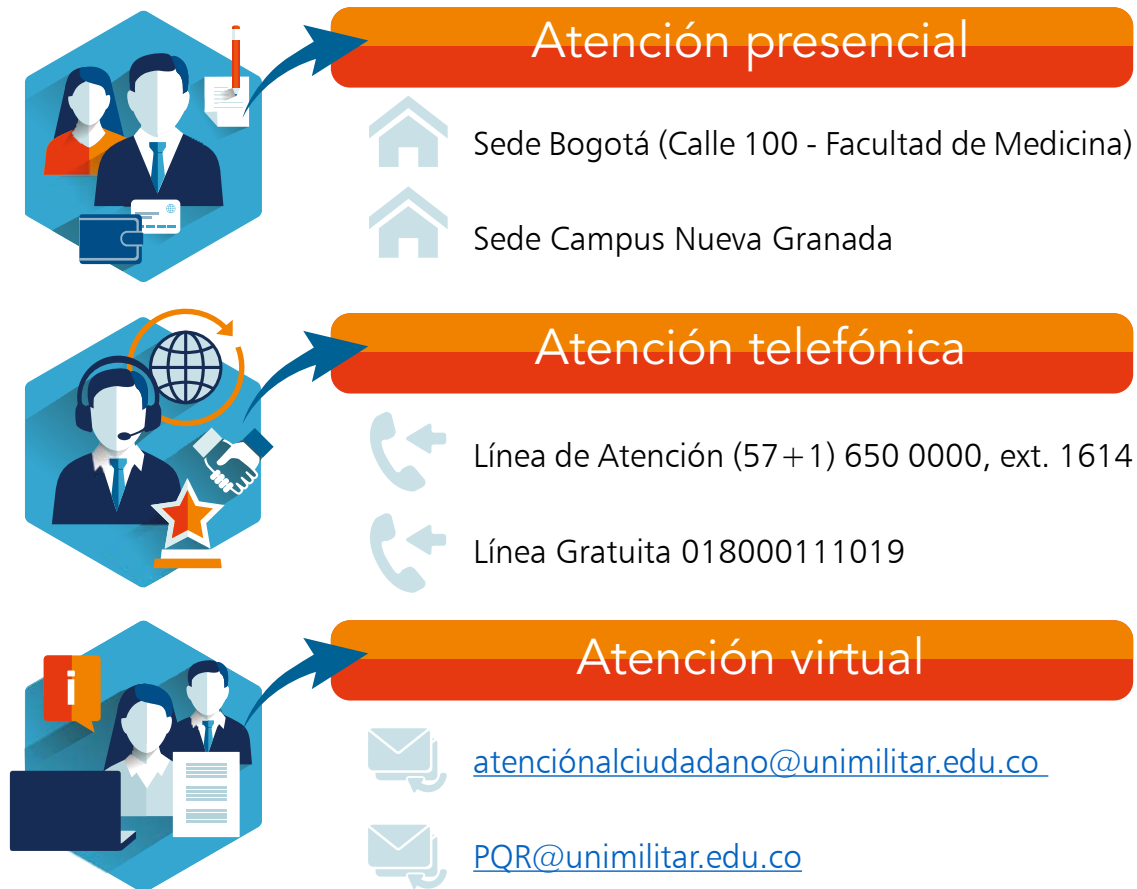 Atención presencial
Sede Bogotá (Calle 100 - Facultad de Medicina)
Sede Campus Nueva Granada
Atención telefónica
Línea de Atención (57+1) 650 0000, ext. 1614
Línea Gratuita 018000111019
i
Atención virtual
atenciónalciudadano@unimilitar.edu.co
PQR@unimilitar.edu.co